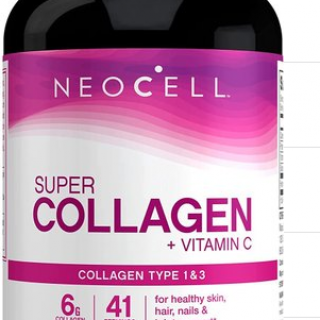 NEOCELL
SUPER
COLLAGEN
+ VITAMIN C
COLLAGEN TYPE 1 & 3
6G 41 for healthy skin,
hair, nails &